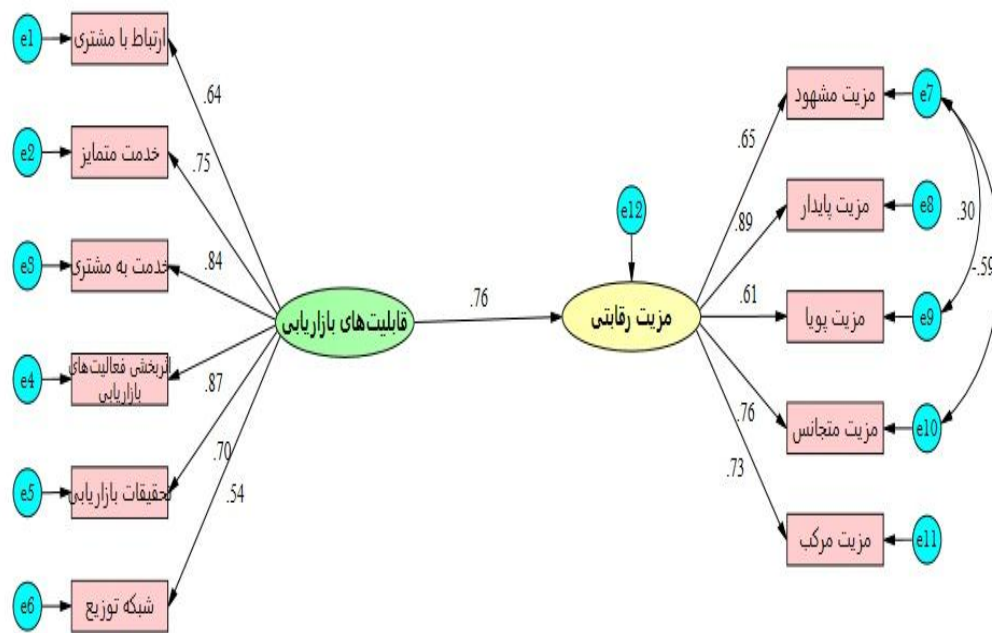 e1
ارتباط با مشتری
.64
e2
خدمت متمایز
.75
e3
خدمت به مشتری
.84
e4
اثربخشی فعالیت‌های
بازاریابی
.87
e5
تحقیقات بازاریابی
.70
e6
شبکه توزیع
.54
قابلیت‌های بازاریابی
.76
e12
مزیت رقابتی
.65
مزیت مشهود
e7
.89
مزیت پایدار
e8
.61
مزیت پویا
e9
.76
مزیت متجانس
e10
.73
مزیت مرکب
e11
.30
-.59